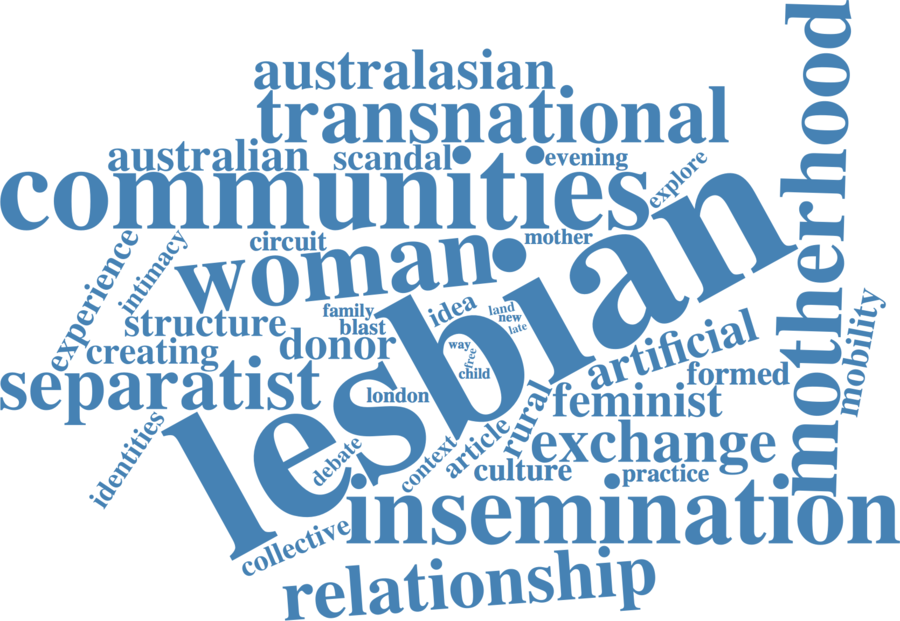 australasian
transnational
australian
scandal
evening
explore
motherhood
communities
circuit
mother
woman
lesbian
experience
intimacy
structure
creating
family
blast
idea
land
new
late
donor
way
free
child
separatist
london
artificial
formed
mobility
feminist
rural
exchange
identities
debate
context
article
culture
practice
insemination
collective
relationship